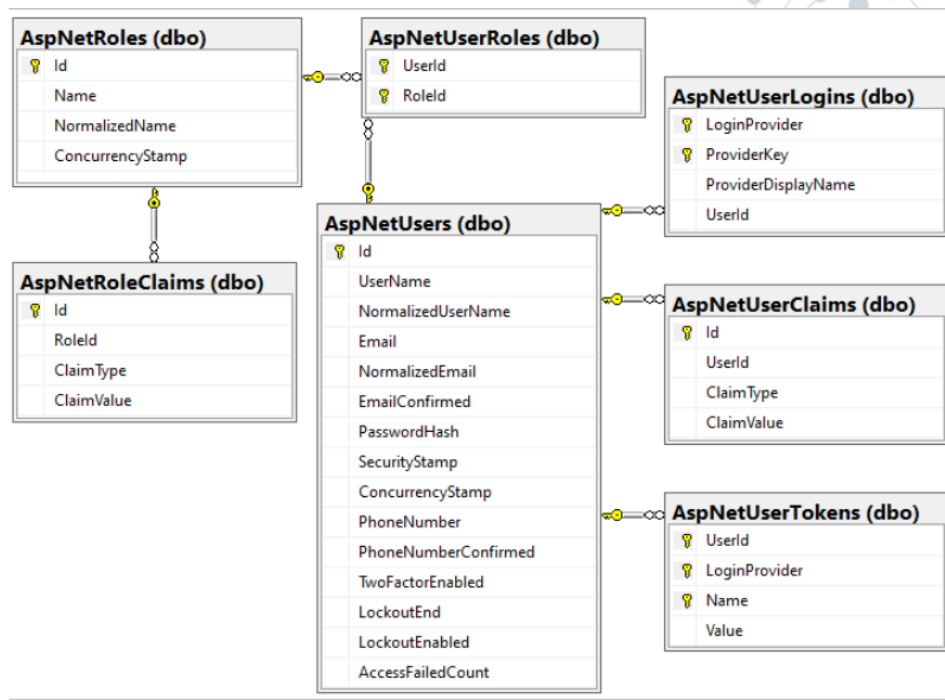 AspNetRoles (dbo)
Id
Name
NormalizedName
ConcurrencyStamp
AspNetUserRoles (dbo)
UserId
RoleId
AspNetUserLogins (dbo)
LoginProvider
ProviderKey
ProviderDisplayName
UserId
AspNetRoleClaims (dbo)
Id
RoleId
ClaimType
ClaimValue
AspNetUsers (dbo)
Id
UserName
NormalizedUserName
Email
NormalizedEmail
EmailConfirmed
PasswordHash
SecurityStamp
ConcurrencyStamp
PhoneNumber
PhoneNumberConfirmed
TwoFactorEnabled
LockoutEnd
LockoutEnabled
AccessFailedCount
AspNetUserClaims (dbo)
Id
UserId
ClaimType
ClaimValue
AspNetUserTokens (dbo)
UserId
LoginProvider
Name
Value